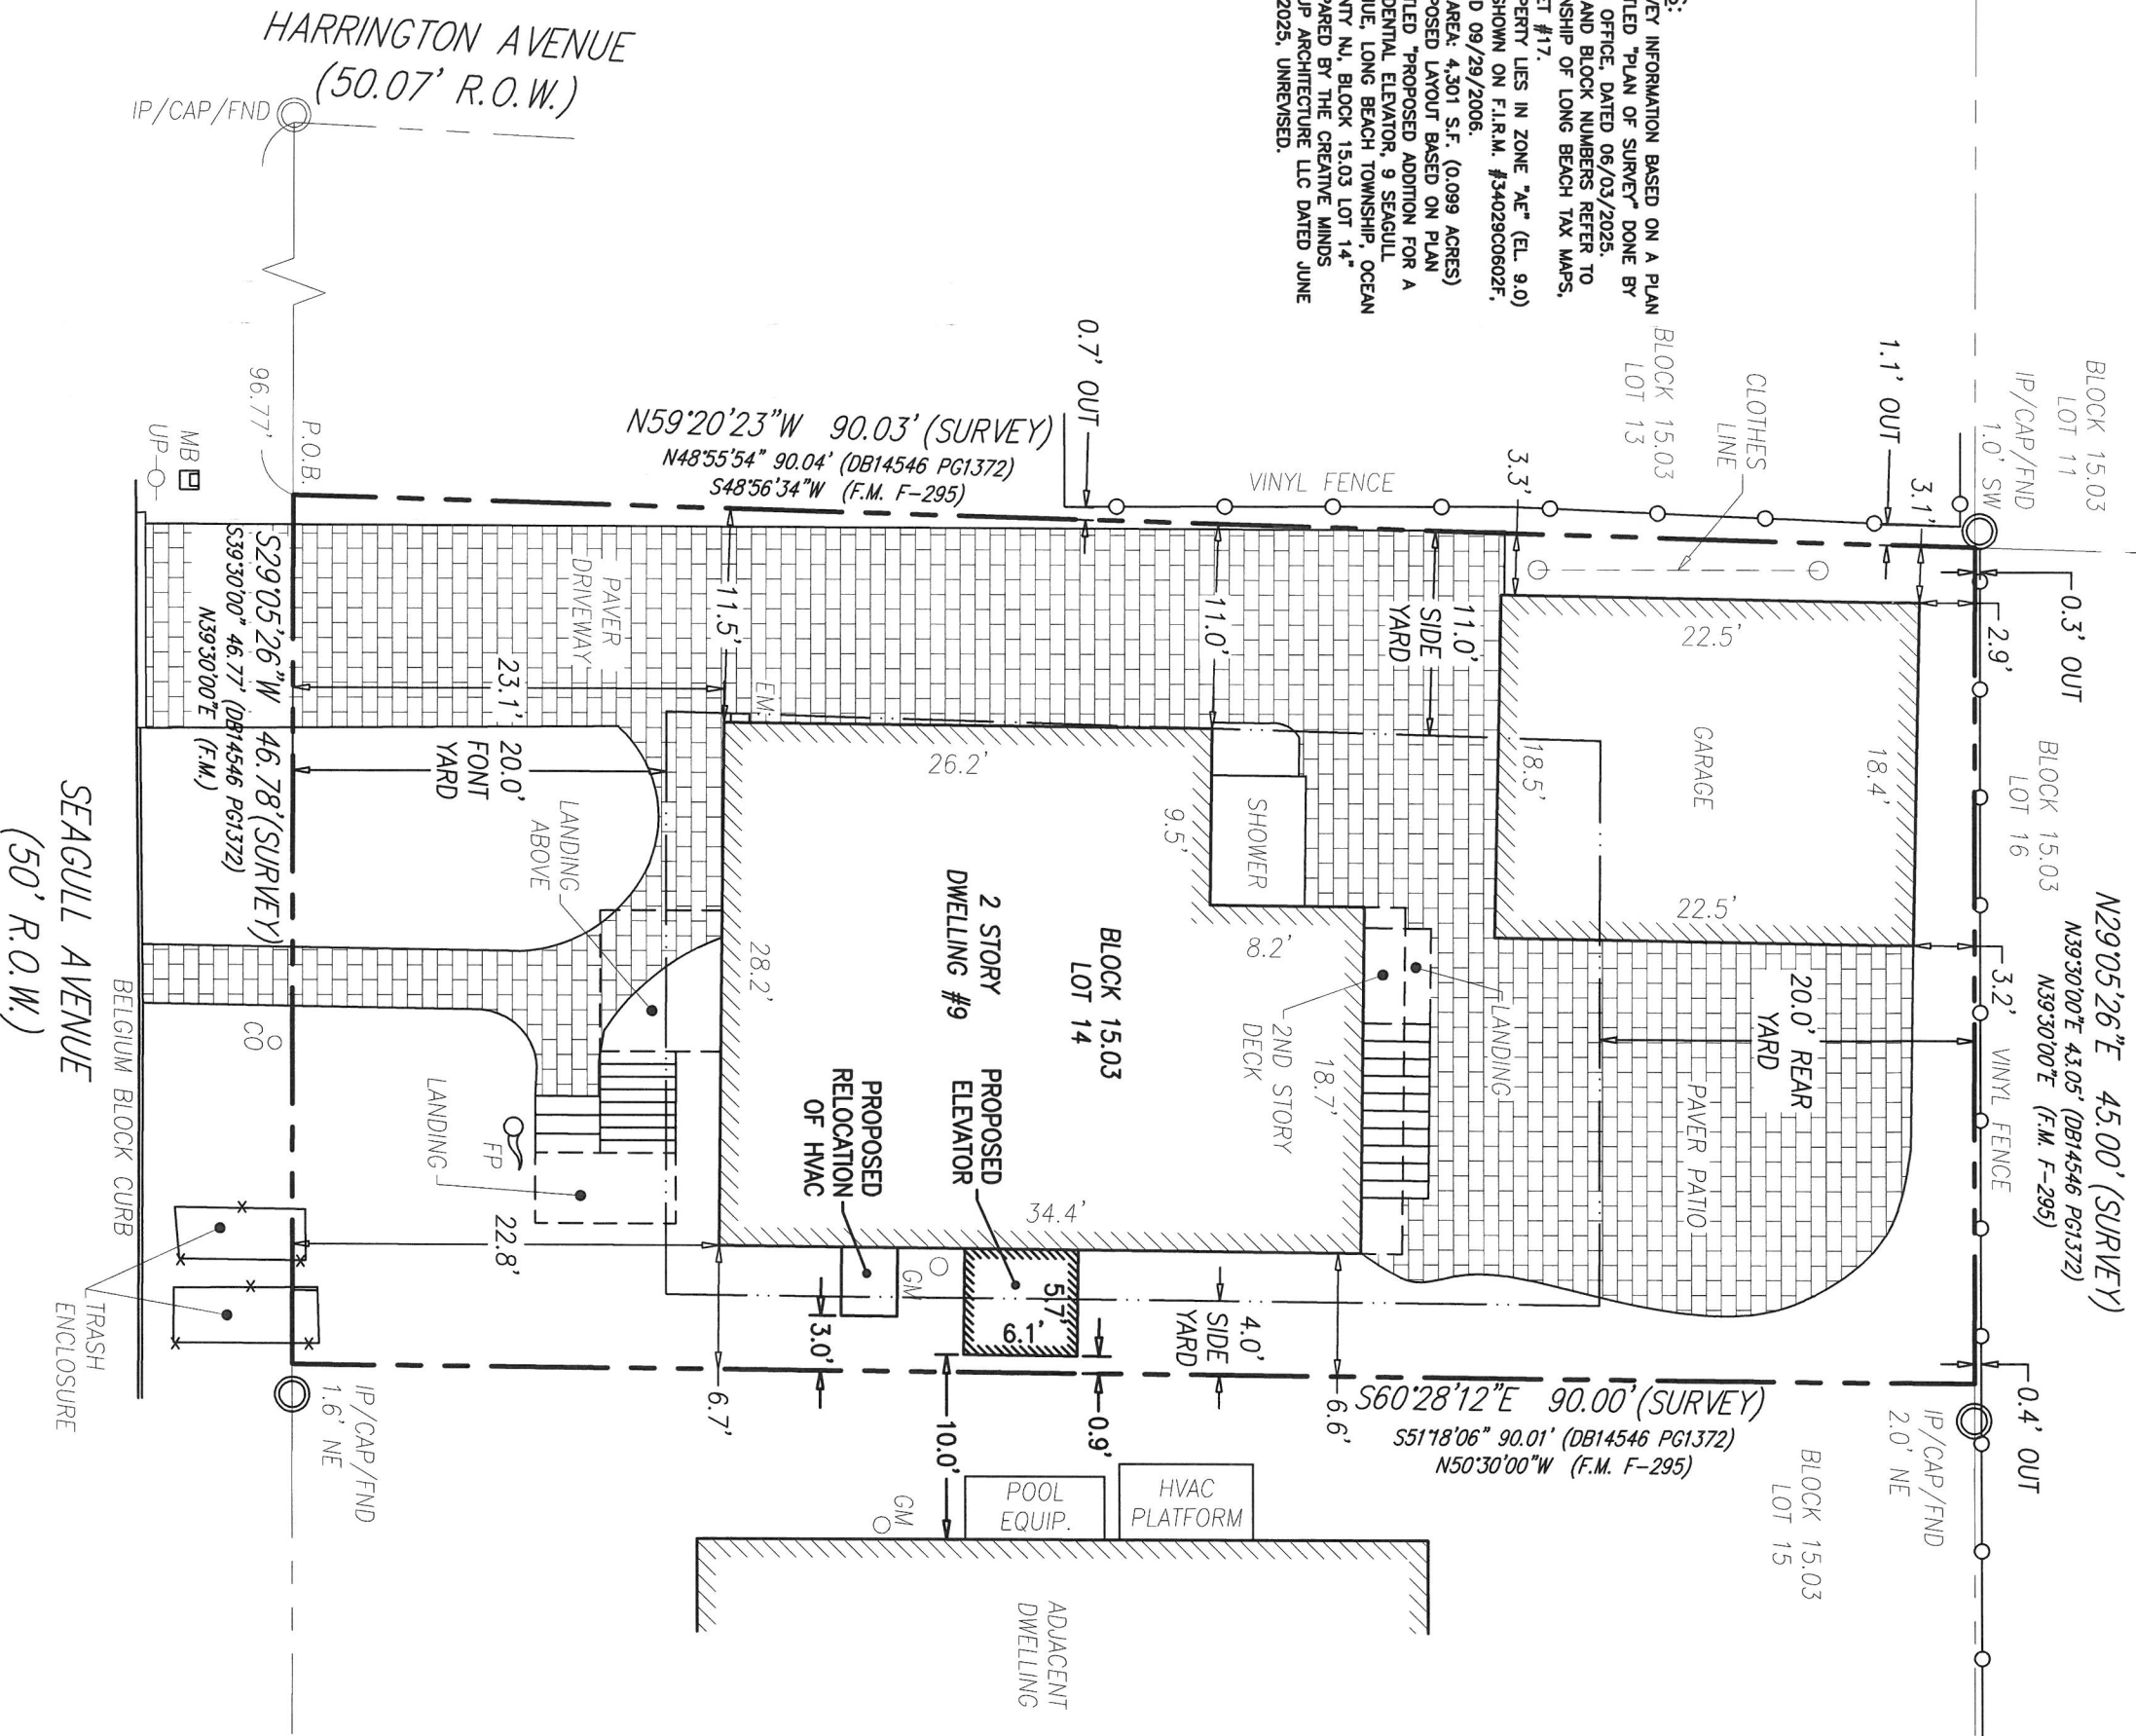 S:
VEY INFORMATION BASED ON A PLAN
TLED "PLAN OF SURVEY" DONE BY
OFFICE, DATED 06/03/2025.
AND BLOCK NUMBERS REFER TO
NSHIP OF LONG BEACH TAX MAPS,
ET #17.
PERTY LIES IN ZONE "AE" (EL. 9.0)
SHOWN ON F.I.R.M. #34029C0602F,
D 09/29/2006.
AREA: 4,301 S.F. (0.099 ACRES)
POSED LAYOUT BASED ON PLAN
TLED "PROPOSED ADDITION FOR A
DENTIAL ELEVATOR, 9 SEAGULL
UE, LONG BEACH TOWNSHIP, OCEAN
NTY NJ, BLOCK 15.03 LOT 14"
PARED BY THE CREATIVE MINDS
UP ARCHITECTURE LLC DATED JUNE
2025, UNREVISED.
HARRINGTON AVENUE
(50.07' R.O.W.)
IP/CAP/FND
96.77'
P.O.B.
MB
UP
N59°20'23"W 90.03' (SURVEY)
N48°55'54" 90.04' (DB14546 PG1372)
S48°56'34"W (F.M. F-295)
0.7' OUT
VINYL FENCE
BLOCK 15.03
LOT 13
CLOTHES
LINE
3.3'
1.1' OUT
3.1'
BLOCK 15.03
LOT 11
IP/CAP/FND
1.0' SW
0.3' OUT
2.9'
BLOCK 15.03
LOT 16
N29°05'26"E 45.00' (SURVEY)
N39°30'00"E 43.05' (DB14546 PG1372)
N39°30'00"E (F.M. F-295)
3.2'
VINYL FENCE
0.4' OUT
IP/CAP/FND
2.0' NE
BLOCK 15.03
LOT 15
22.5'
GARAGE
18.4'
18.5'
22.5'
11.0'
SIDE
YARD
11.0'
11.5'
PAVER
DRIVEWAY
EM
23.1'
20.0'
FONT
YARD
S29°05'26"W 46.78' (SURVEY)
S39°30'00" 46.77' (DB14546 PG1372)
N39°30'00"E (F.M.)
SEAGULL AVENUE
(50' R.O.W.)
BELGIUM BLOCK CURB
CO
LANDING
ABOVE
LANDING
FP
22.8'
TRASH
ENCLOSURE
IP/CAP/FND
1.6' NE
26.2'
9.5'
SHOWER
8.2'
28.2'
2 STORY
DWELLING #9
BLOCK 15.03
LOT 14
34.4'
18.7'
2ND STORY
DECK
LANDING
20.0' REAR
YARD
PAVER PATIO
PROPOSED
ELEVATOR
PROPOSED
RELOCATION
OF HVAC
GM
5.7'
6.1'
3.0'
4.0'
SIDE
YARD
6.7'
6.6'
10.0'
0.9'
S60°28'12"E 90.00' (SURVEY)
S51°18'06" 90.01' (DB14546 PG1372)
N50°30'00"W (F.M. F-295)
GM
POOL
EQUIP.
HVAC
PLATFORM
ADJACENT
DWELLING